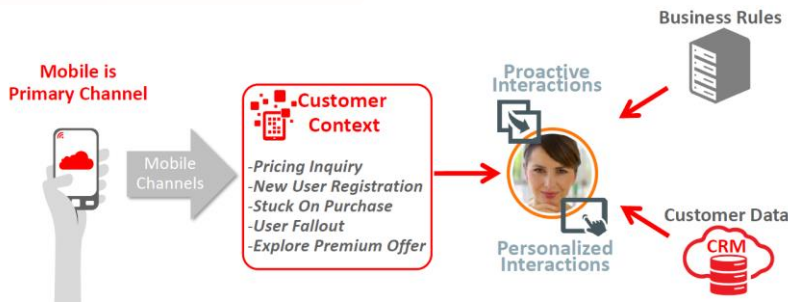 Mobile is
Primary Channel
Mobile
Channels
Customer
Context
-Pricing Inquiry
-New User Registration
-Stuck On Purchase
-User Fallout
-Explore Premium Offer
Proactive
Interactions
Personalized
Interactions
Business Rules
Customer Data
CRM